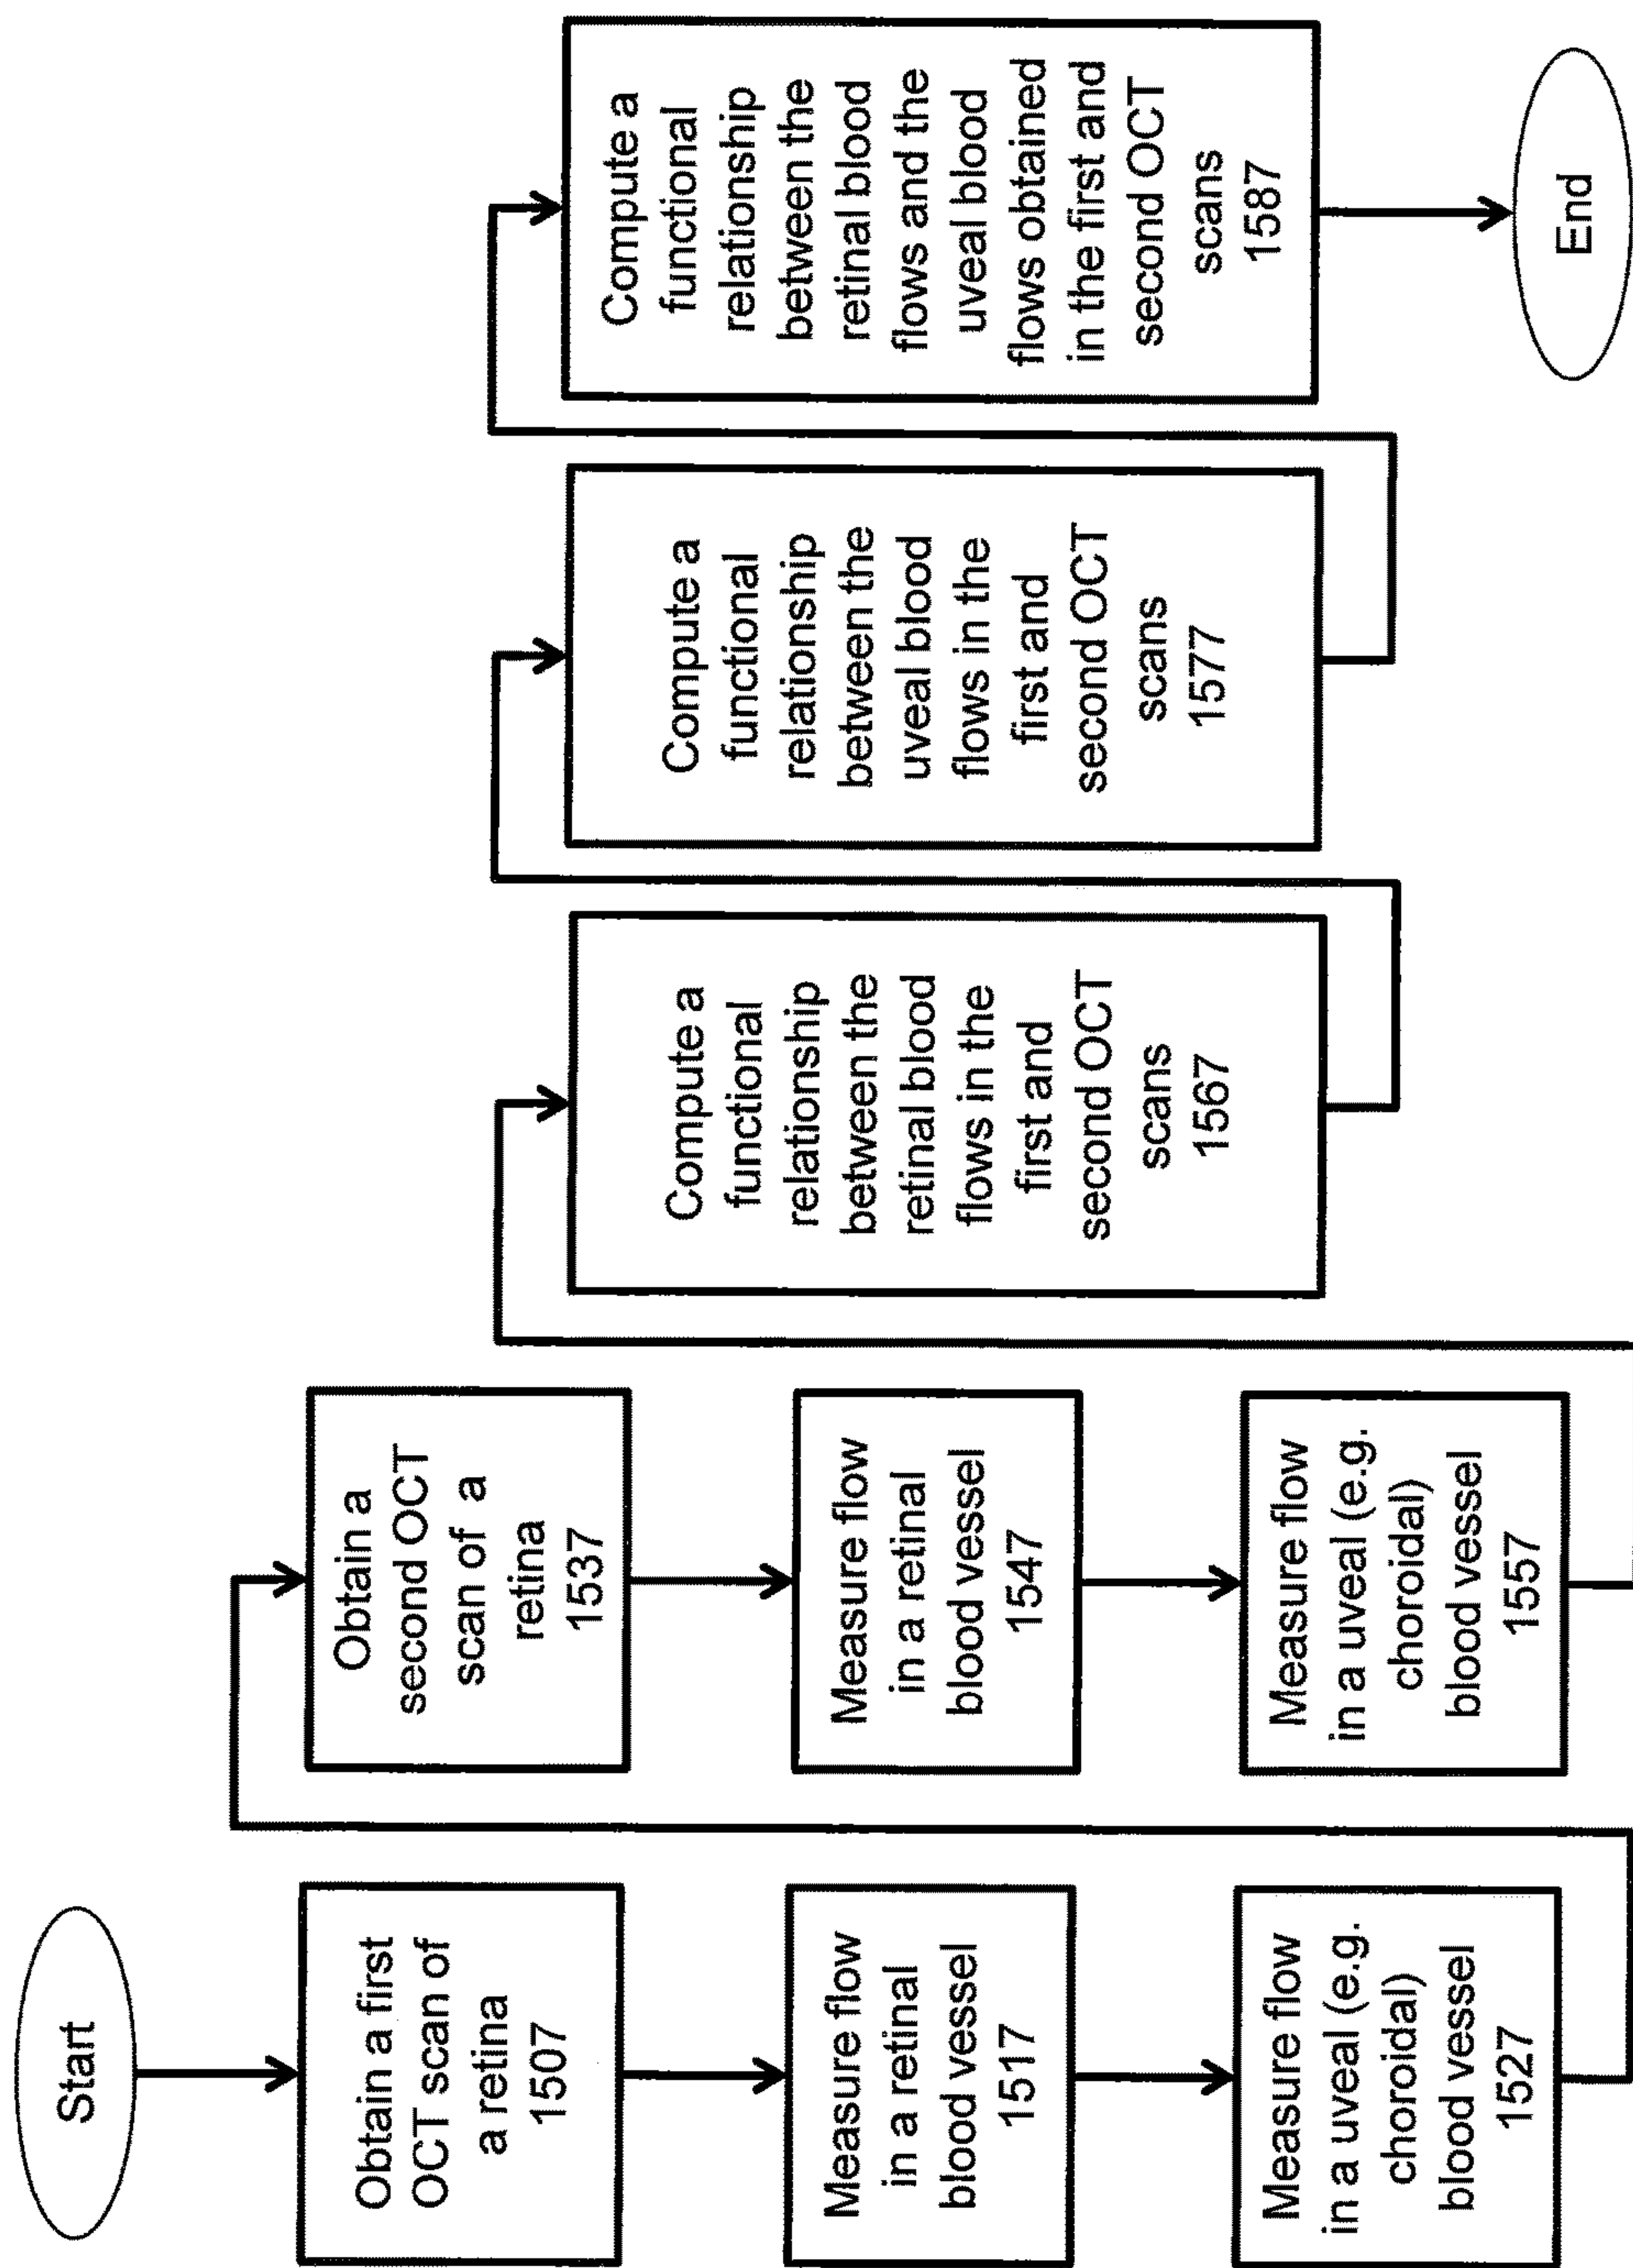 Start
Obtain a first
OCT scan of
a retina
1507
Measure flow
in a retinal
blood vessel
1517
Measure flow
in a uveal (e.g.
choroidal)
blood vessel
1527
Obtain a
second OCT
scan of a
retina
1537
Measure flow
in a retinal
blood vessel
1547
Measure flow
in a uveal (e.g.
choroidal)
blood vessel
1557
Compute a
functional
relationship
between the
retinal blood
flows in the
first and
second OCT
scans
1567
Compute a
functional
relationship
between the
uveal blood
flows in the
first and
second OCT
scans
1577
Compute a
functional
relationship
between the
retinal blood
flows and the
uveal blood
flows obtained
in the first and
second OCT
scans
1587
End